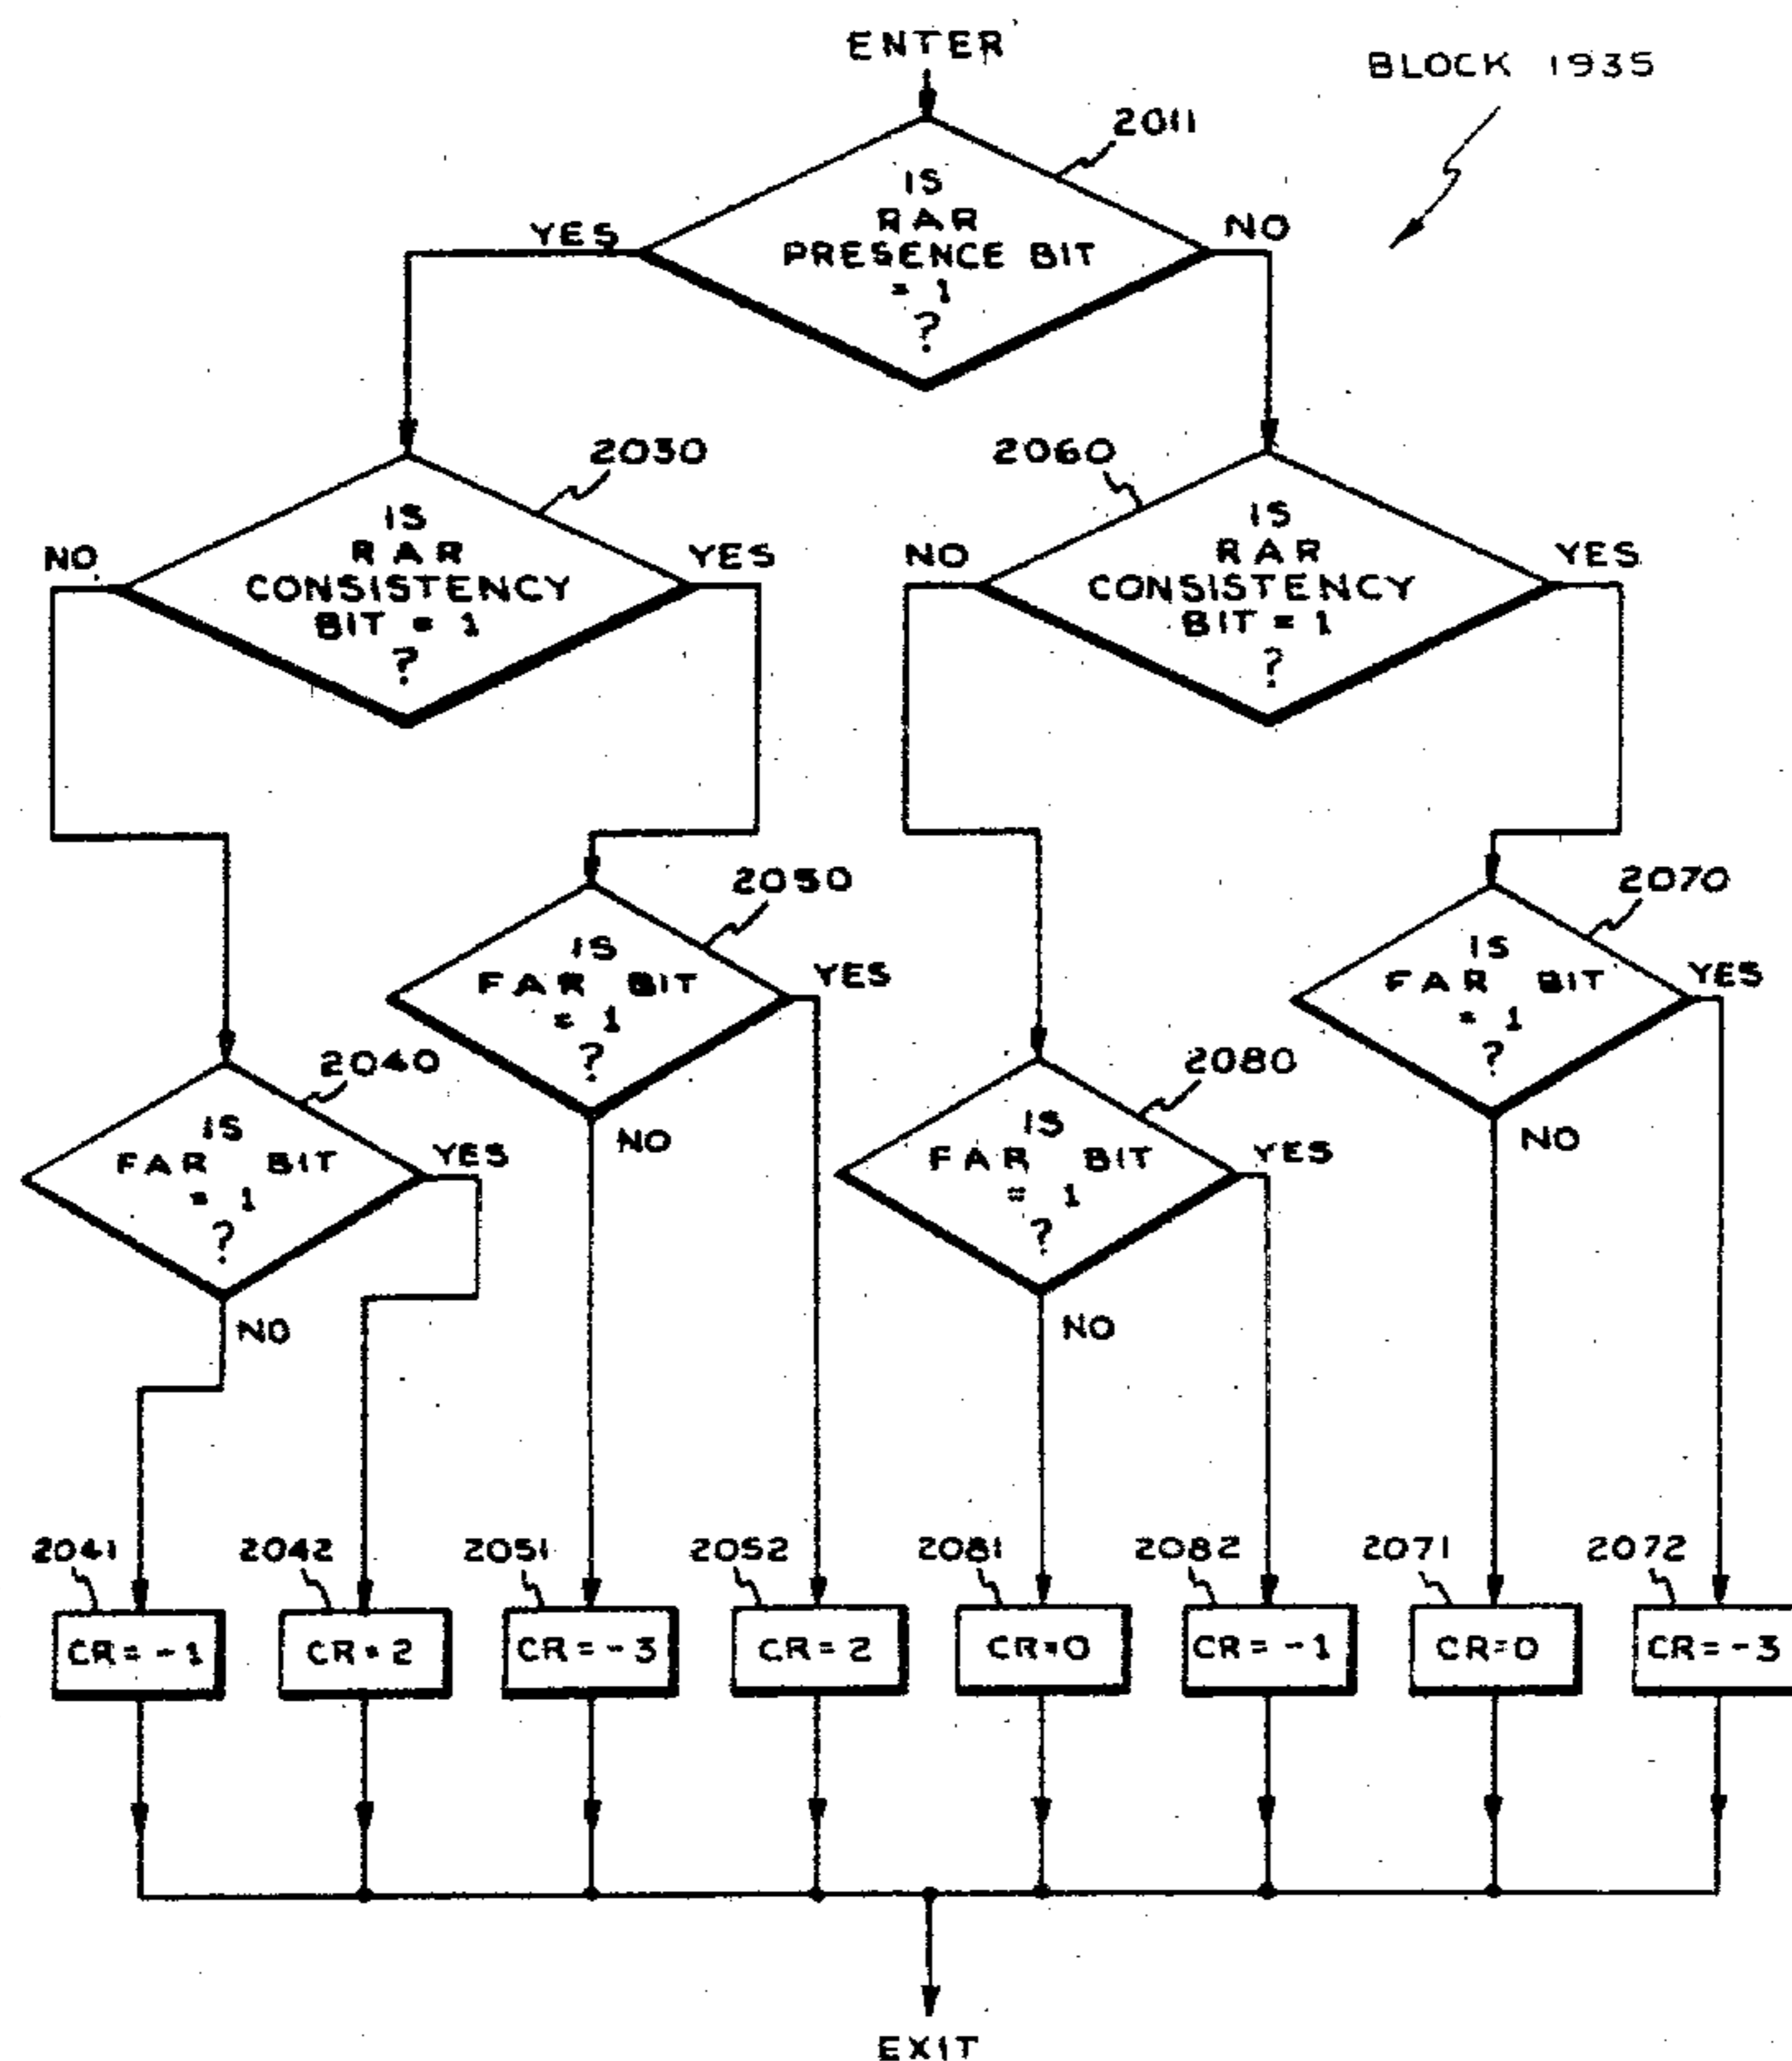 ENTER
BLOCK 1935
2011
IS
RAR
PRESENCE BIT
= 1
?
YES
NO
2030
IS
RAR
CONSISTENCY
BIT = 1
?
NO
YES
2060
IS
RAR
CONSISTENCY
BIT = 1
?
NO
YES
2050
IS
FAR BIT
= 1
?
YES
NO
2070
IS
FAR BIT
= 1
?
YES
NO
2040
IS
FAR BIT
= 1
?
YES
NO
2080
IS
FAR BIT
= 1
?
YES
NO
2041
2042
2051
2052
2081
2082
2071
2072
CR = -1
CR = 2
CR = -3
CR = 2
CR = 0
CR = -1
CR = 0
CR = -3
EXIT